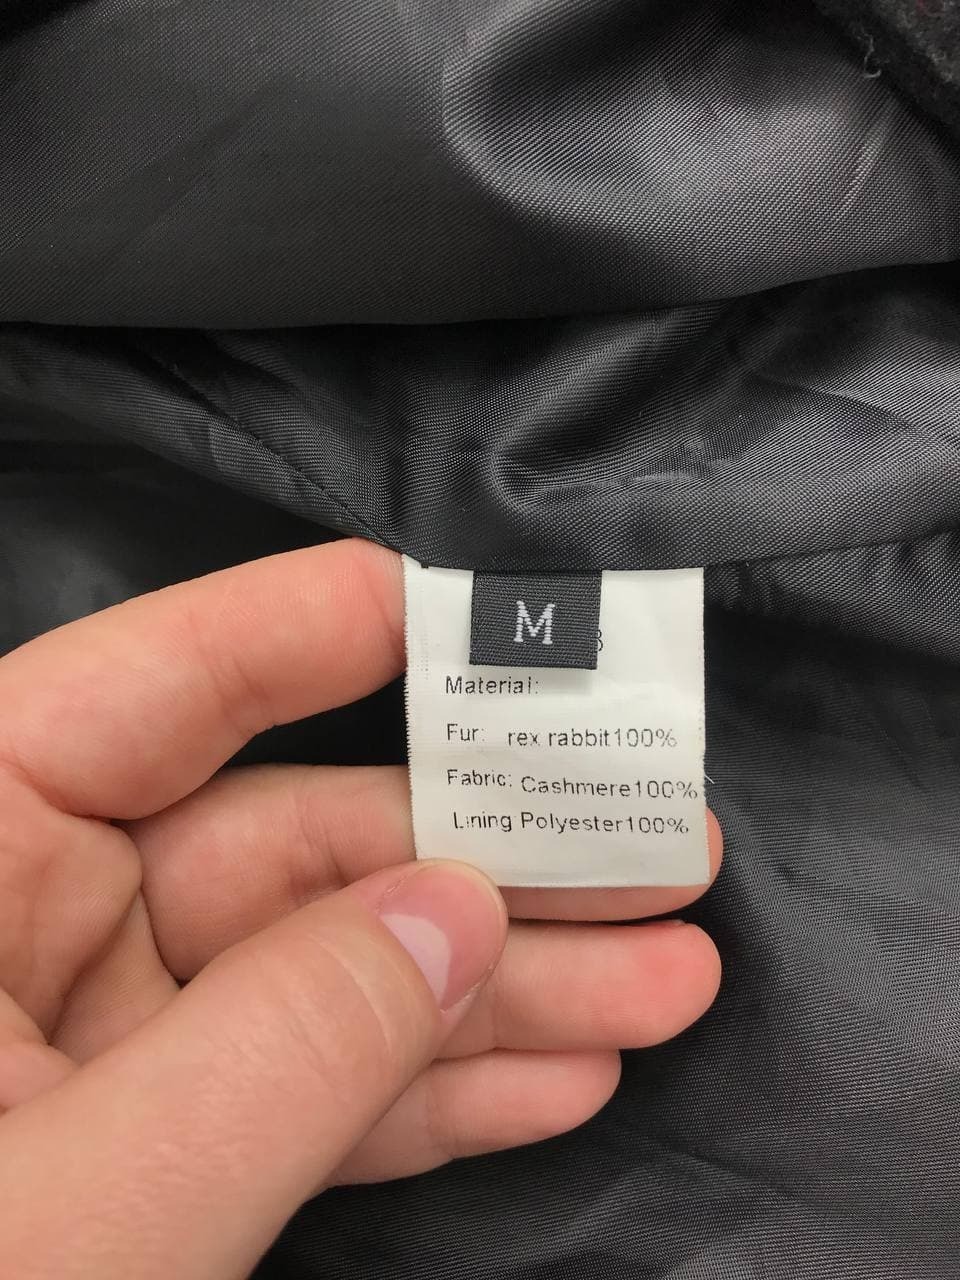 M
Material:
Fur: rex rabbit100%
Fabric: Cashmere100%
Lining Polyester100%